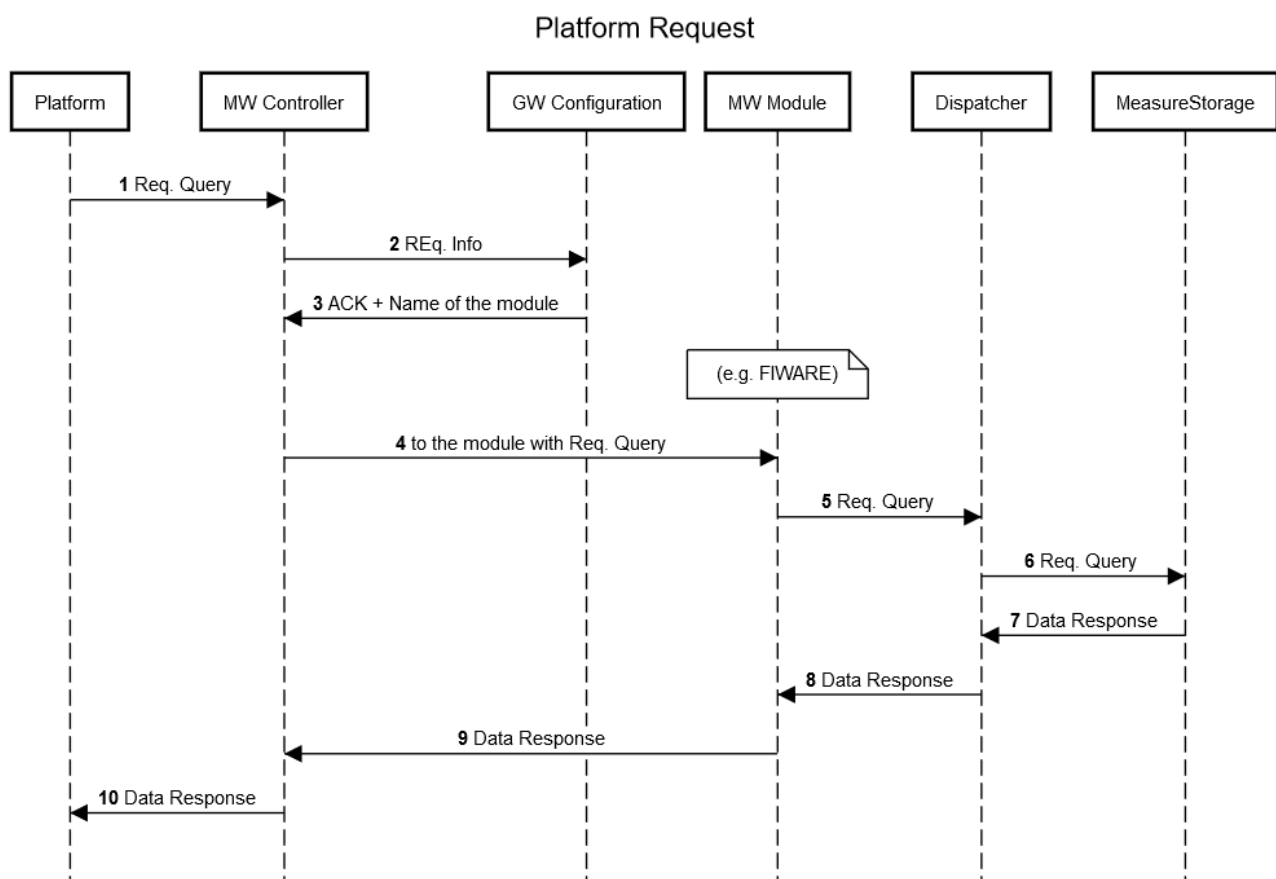 Platform Request
Platform
MW Controller
GW Configuration
MW Module
Dispatcher
MeasureStorage
1 Req. Query
2 REq. Info
3 ACK + Name of the module
(e.g. FIWARE)
4 to the module with Req. Query
5 Req. Query
6 Req. Query
7 Data Response
8 Data Response
9 Data Response
10 Data Response